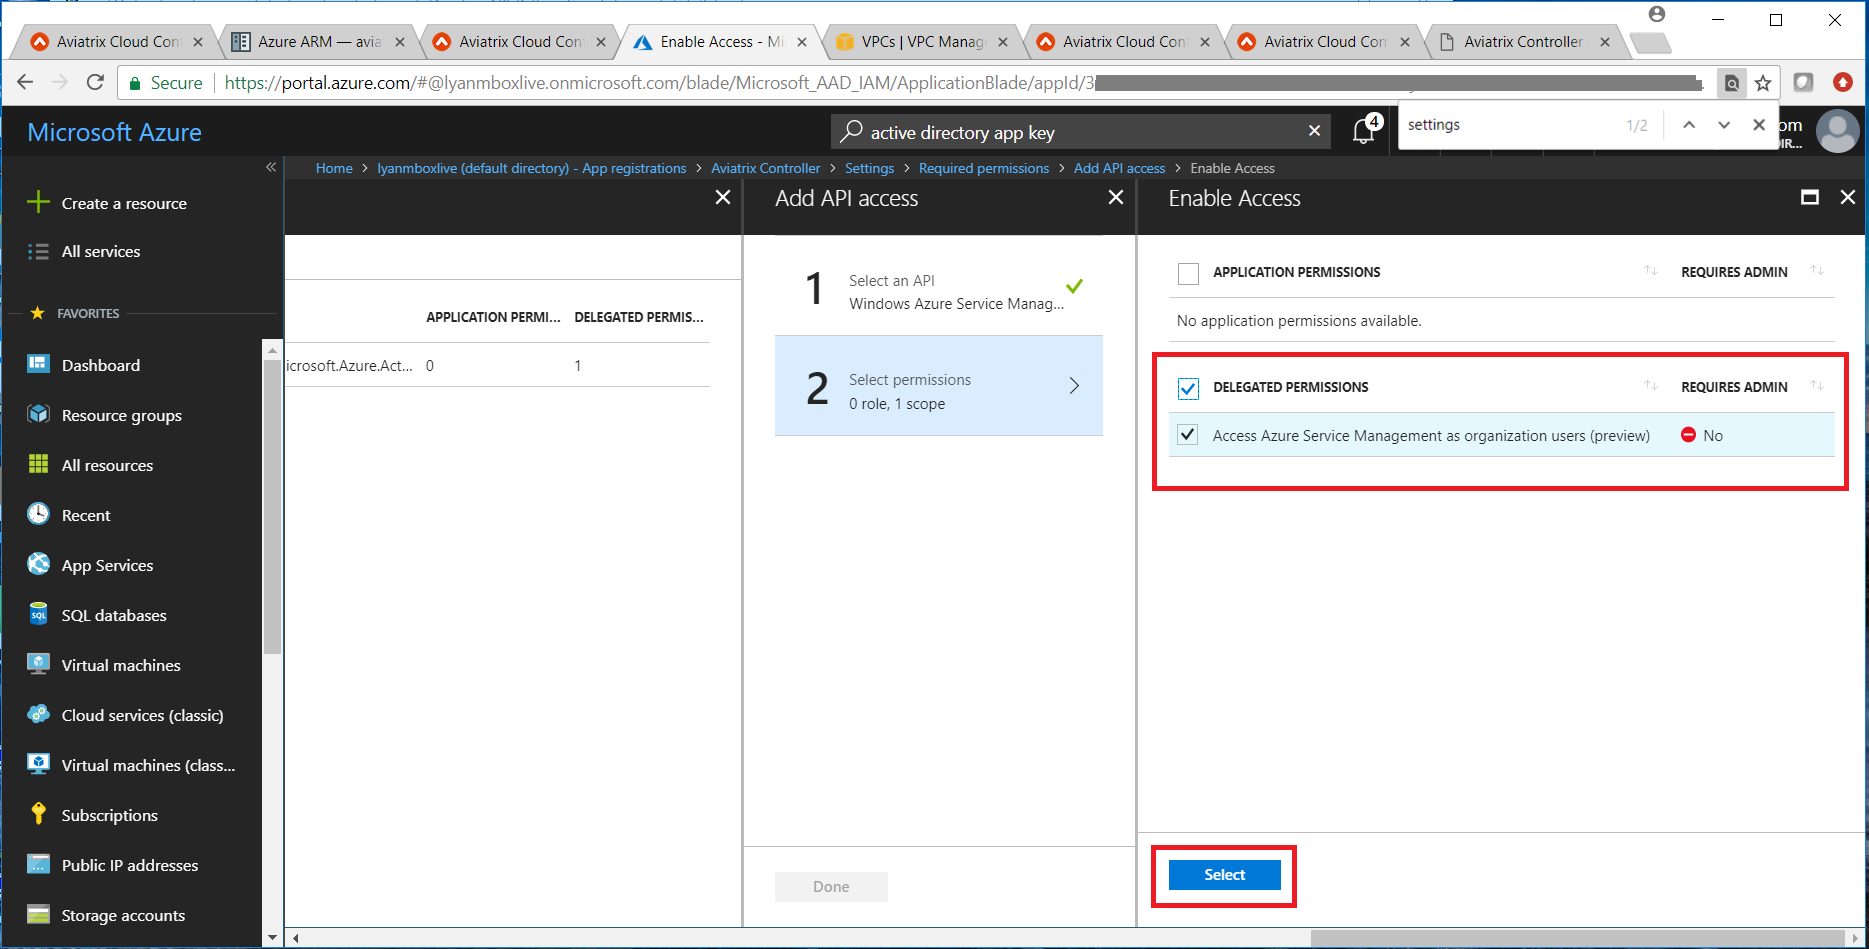 Aviatrix Cloud Cont
Azure ARM — avia
Aviatrix Cloud Cont
Enable Access - Mi
VPCs | VPC Manag
Aviatrix Cloud Cont
Aviatrix Cloud Con
Aviatrix Controller
Secure
https://portal.azure.com/#@lyanmboxlive.onmicrosoft.com/blade/Microsoft_AAD_IAM/ApplicationBlade/appId/3
Microsoft Azure
active directory app key
4
settings
1/2
om
DIR...
Home > lyanmboxlive (default directory) - App registrations > Aviatrix Controller > Settings > Required permissions > Add API access > Enable Access
Create a resource
All services
FAVORITES
Dashboard
Resource groups
All resources
Recent
App Services
SQL
SQL databases
Virtual machines
Cloud services (classic)
Virtual machines (class...
Subscriptions
Public IP addresses
Storage accounts
APPLICATION PERMI... DELEGATED PERMIS...
icrosoft.Azure.Act... 0 1
Add API access
1
Select an API
Windows Azure Service Manag...
2
Select permissions
0 role, 1 scope
Done
Enable Access
APPLICATION PERMISSIONS REQUIRES ADMIN
No application permissions available.
DELEGATED PERMISSIONS REQUIRES ADMIN
Access Azure Service Management as organization users (preview) No
Select